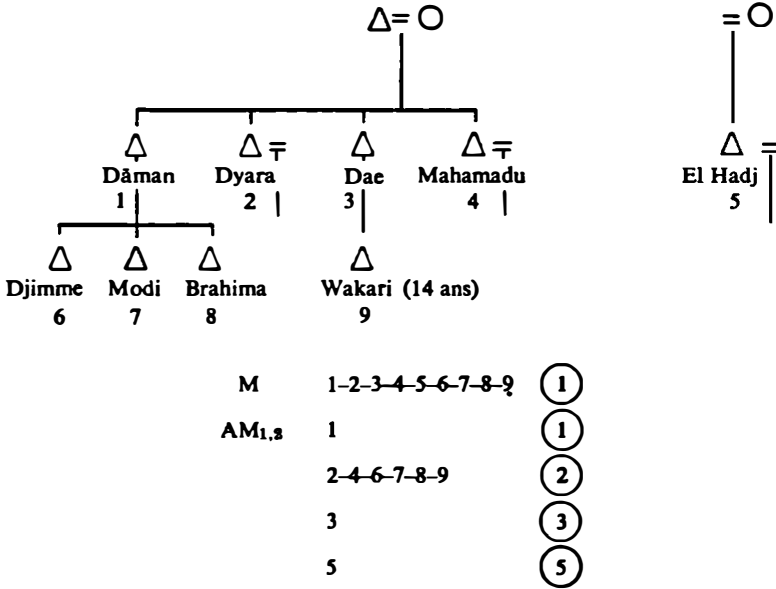 Dāman Dyara Dae Mahamadu El Hadj
1 2 3 4 5
Djimme Modi Brahima Wakari (14 ans)
6 7 8 9
M 1-2-3-4-5-6-7-8-9 1
AM1,2 1 1
2-4-6-7-8-9 2
3 3
5 5